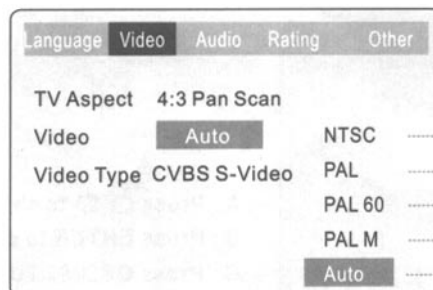 Language Video Audio Rating Other
TV Aspect 4:3 Pan Scan
Video Auto NTSC
Video Type CVBS S-Video PAL
PAL 60
PAL M
Auto